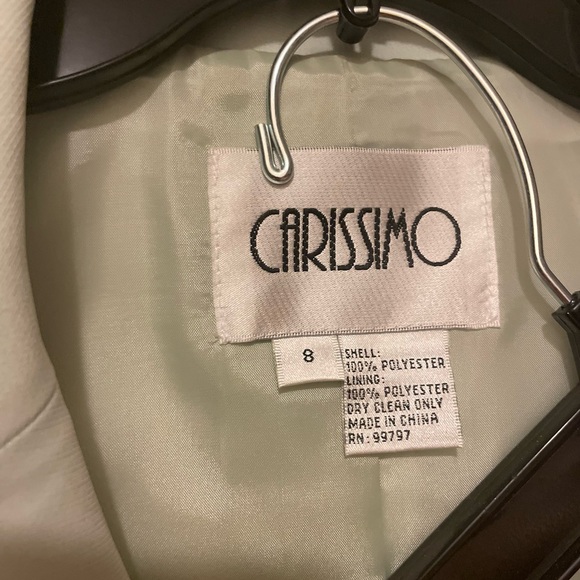 CARISSIMO
8
SHELL:
100% POLYESTER
LINING:
100% POLYESTER
DRY CLEAN ONLY
MADE IN CHINA
RN: 99797